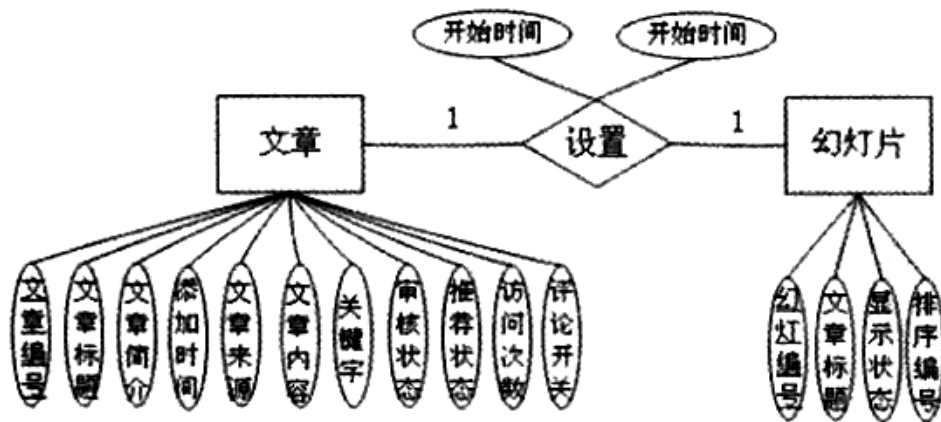 开始时间
开始时间
文章
1
设置
1
幻灯片
文章编号
文章标题
文章简介
添加时间
文章来源
文章内容
关键字
审核状态
推荐状态
访问次数
评论开关
幻灯编号
文章标题
显示状态
排序编号